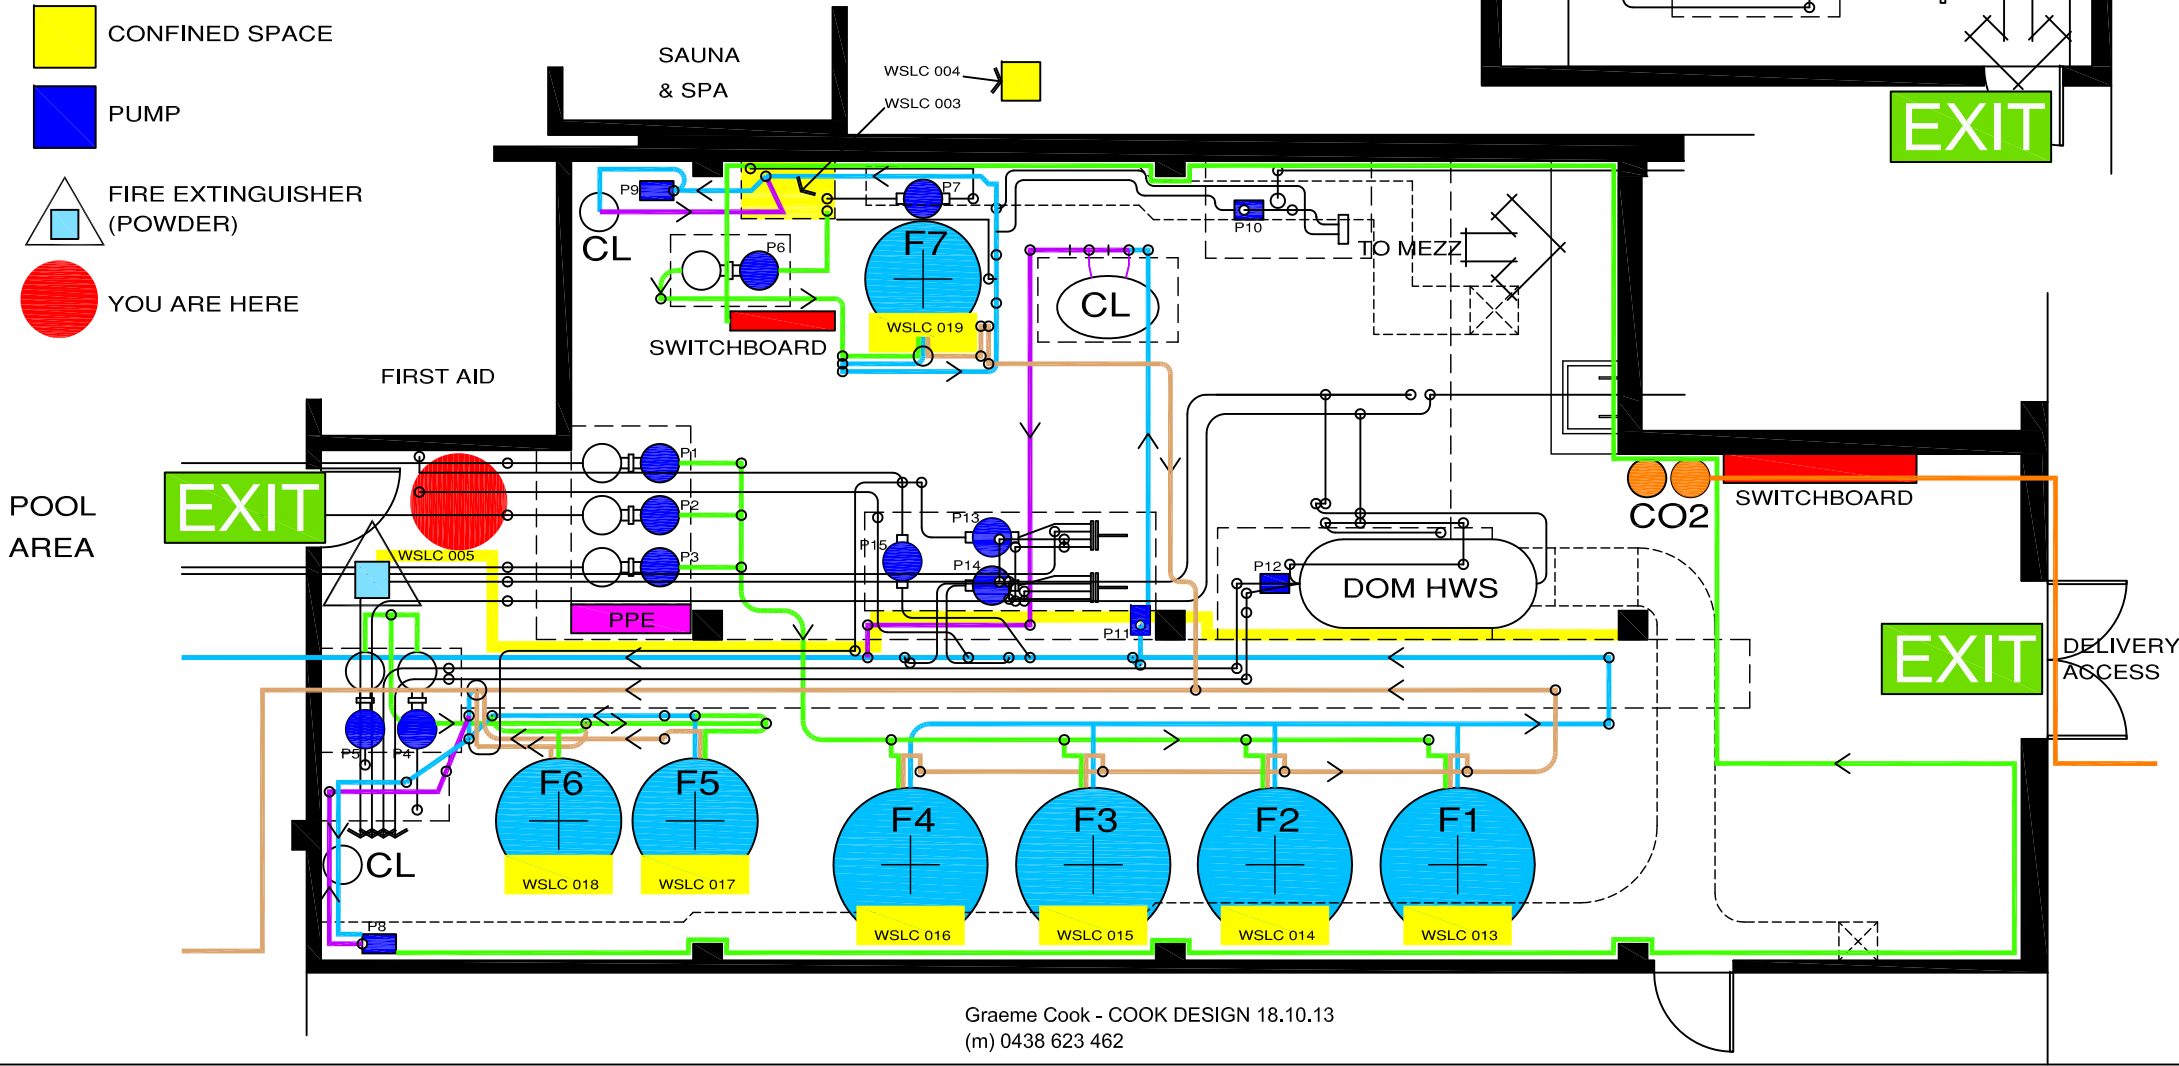 CONFINED SPACE
PUMP
FIRE EXTINGUISHER
(POWDER)
YOU ARE HERE
SAUNA
& SPA
WSLC 004
WSLC 003
EXIT
P9
CL
P7
F7
P6
WSLC 019
SWITCHBOARD
P10
TO MEZZ
CL
FIRST AID
POOL
AREA
EXIT
WSLC 005
P1
P2
P3
PPE
P15
P13
P14
P11
P12
DOM HWS
CO2
SWITCHBOARD
EXIT
DELIVERY
ACCESS
P5
P4
F6
F5
F4
F3
F2
F1
CL
WSLC 018
WSLC 017
WSLC 016
WSLC 015
WSLC 014
WSLC 013
P8
Graeme Cook - COOK DESIGN 18.10.13
(m) 0438 623 462